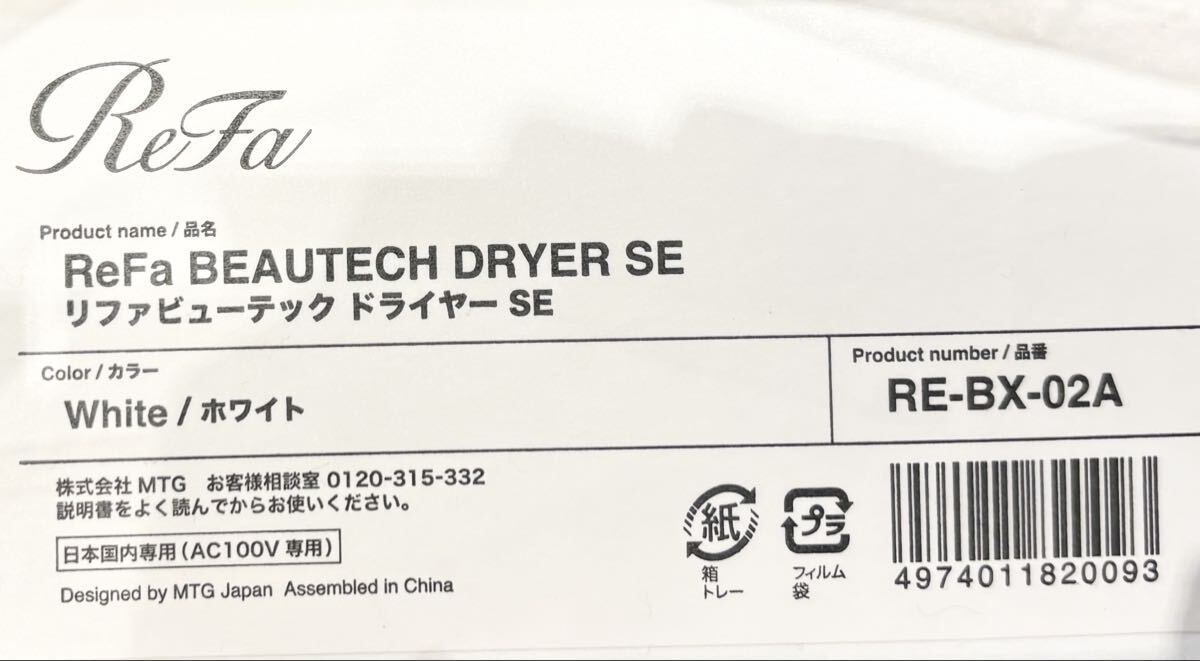 ReFa
Product name / 品名
ReFa BEAUTECH DRYER SE
リファビューテック ドライヤー SE
Color / カラー
White / ホワイト
Product number / 品番
RE-BX-02A
株式会社 MTG お客様相談室 0120-315-332
説明書をよく読んでからお使いください。
日本国内専用（AC100V 専用）
Designed by MTG Japan Assembled in China
紙
箱
トレー
プラ
フィルム
袋
4974011820093